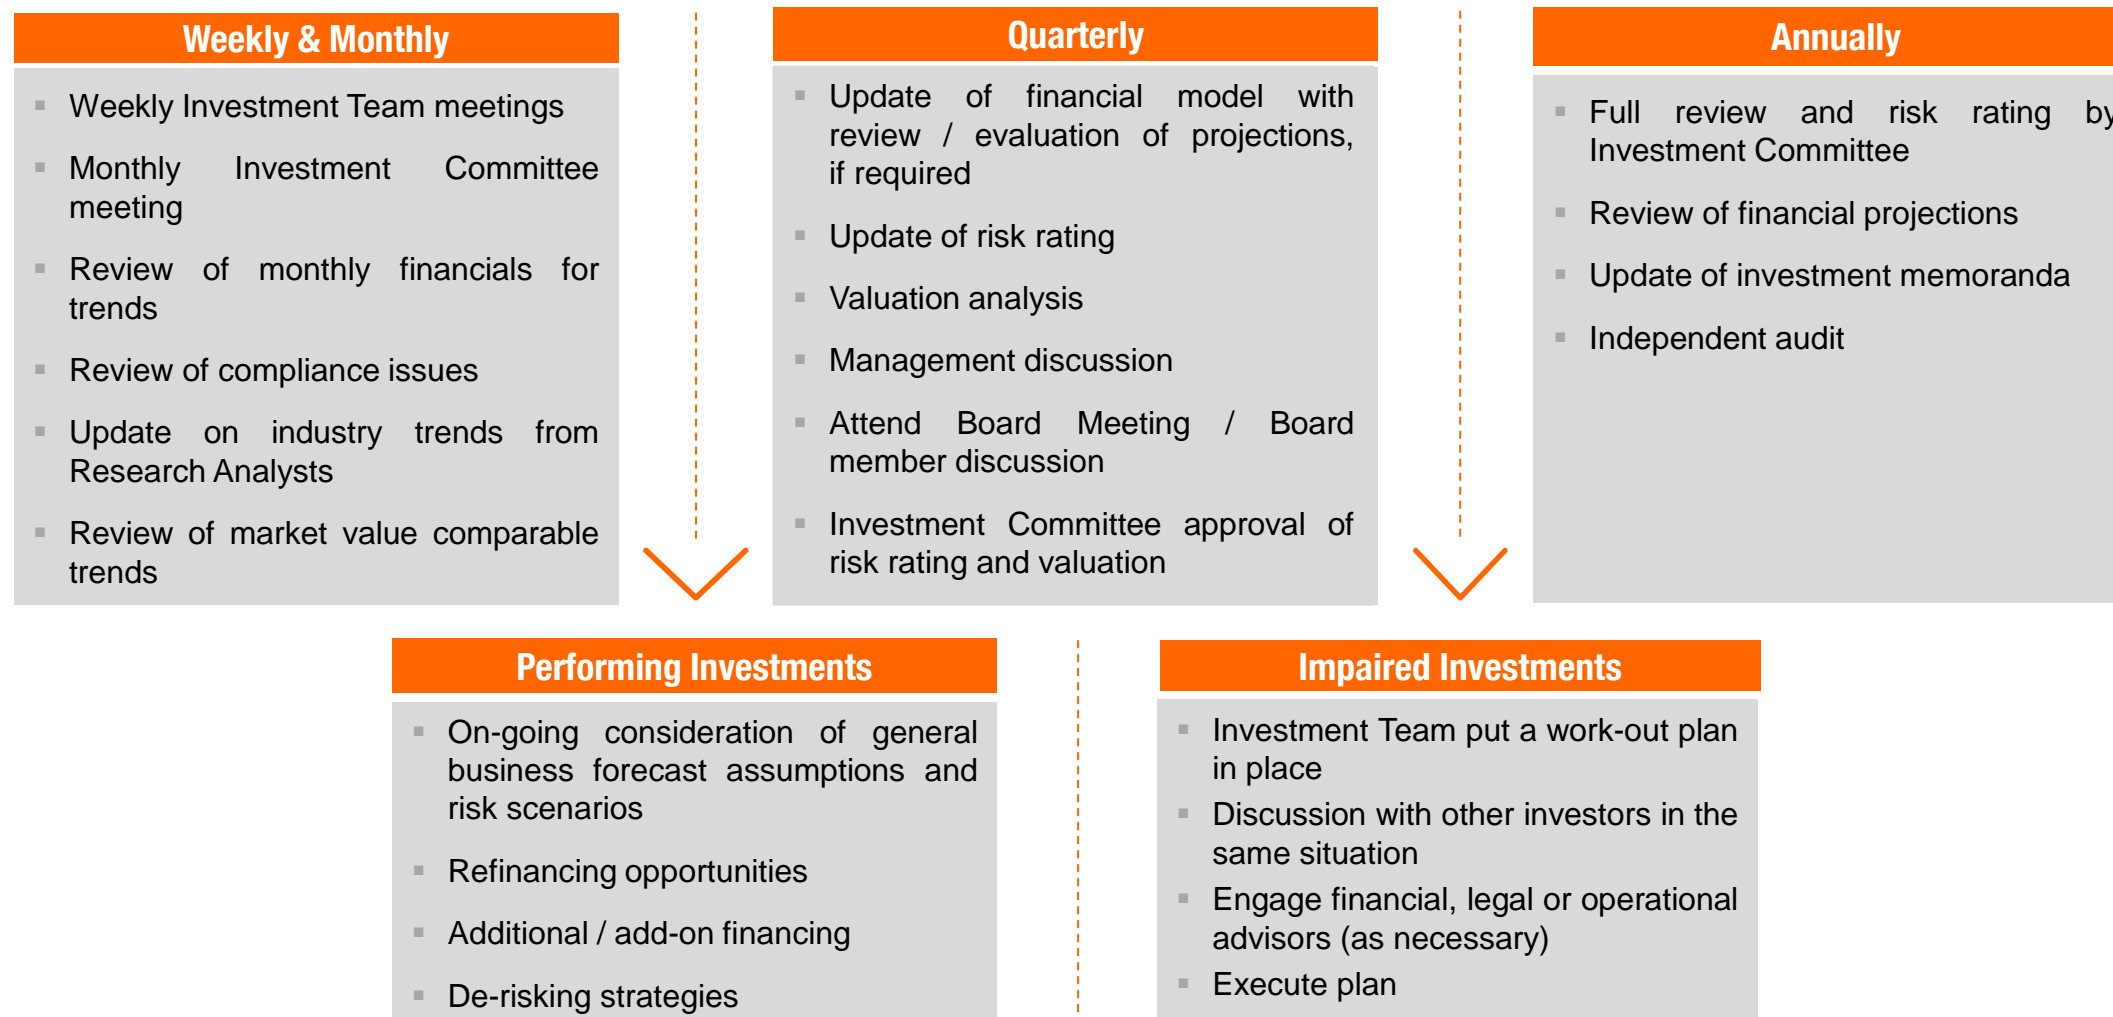 Weekly & Monthly
Weekly Investment Team meetings
Monthly Investment Committee
meeting
Review of monthly financials for
trends
Review of compliance issues
Update on industry trends from
Research Analysts
Review of market value comparable
trends
Quarterly
Update of financial model with
review / evaluation of projections,
if required
Update of risk rating
Valuation analysis
Management discussion
Attend Board Meeting / Board
member discussion
Investment Committee approval of
risk rating and valuation
Annually
Full review and risk rating by
Investment Committee
Review of financial projections
Update of investment memoranda
Independent audit
Performing Investments
On-going consideration of general
business forecast assumptions and
risk scenarios
Refinancing opportunities
Additional / add-on financing
De-risking strategies
Impaired Investments
Investment Team put a work-out plan
in place
Discussion with other investors in the
same situation
Engage financial, legal or operational
advisors (as necessary)
Execute plan